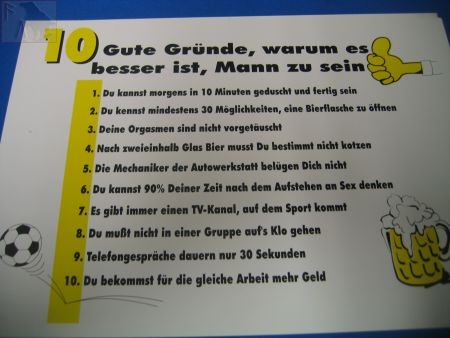 10 Gute Gründe, warum es
besser ist, Mann zu sein
1. Du kannst morgens in 10 Minuten geduscht und fertig sein
2. Du kennst mindestens 30 Möglichkeiten, eine Bierflasche zu öffnen
3. Deine Orgasmen sind nicht vorgetäuscht
4. Nach zweieinhalb Glas Bier musst Du bestimmt nicht kotzen
5. Die Mechaniker der Autowerkstatt belügen Dich nicht
6. Du kannst 90% Deiner Zeit nach dem Aufstehen an Sex denken
7. Es gibt immer einen TV-Kanal, auf dem Sport kommt
8. Du mußt nicht in einer Gruppe auf's Klo gehen
9. Telefongespräche dauern nur 30 Sekunden
10. Du bekommst für die gleiche Arbeit mehr Geld